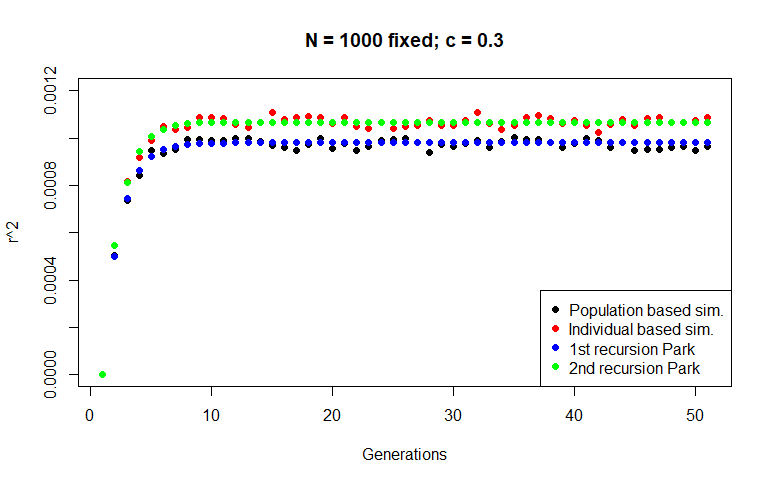 N = 1000 fixed; c = 0.3
0.0012
0.0004
0.0008
0.0000
r^2
0 10 20 30 40 50
Generations
Population based sim.
Individual based sim.
1st recursion Park
2nd recursion Park